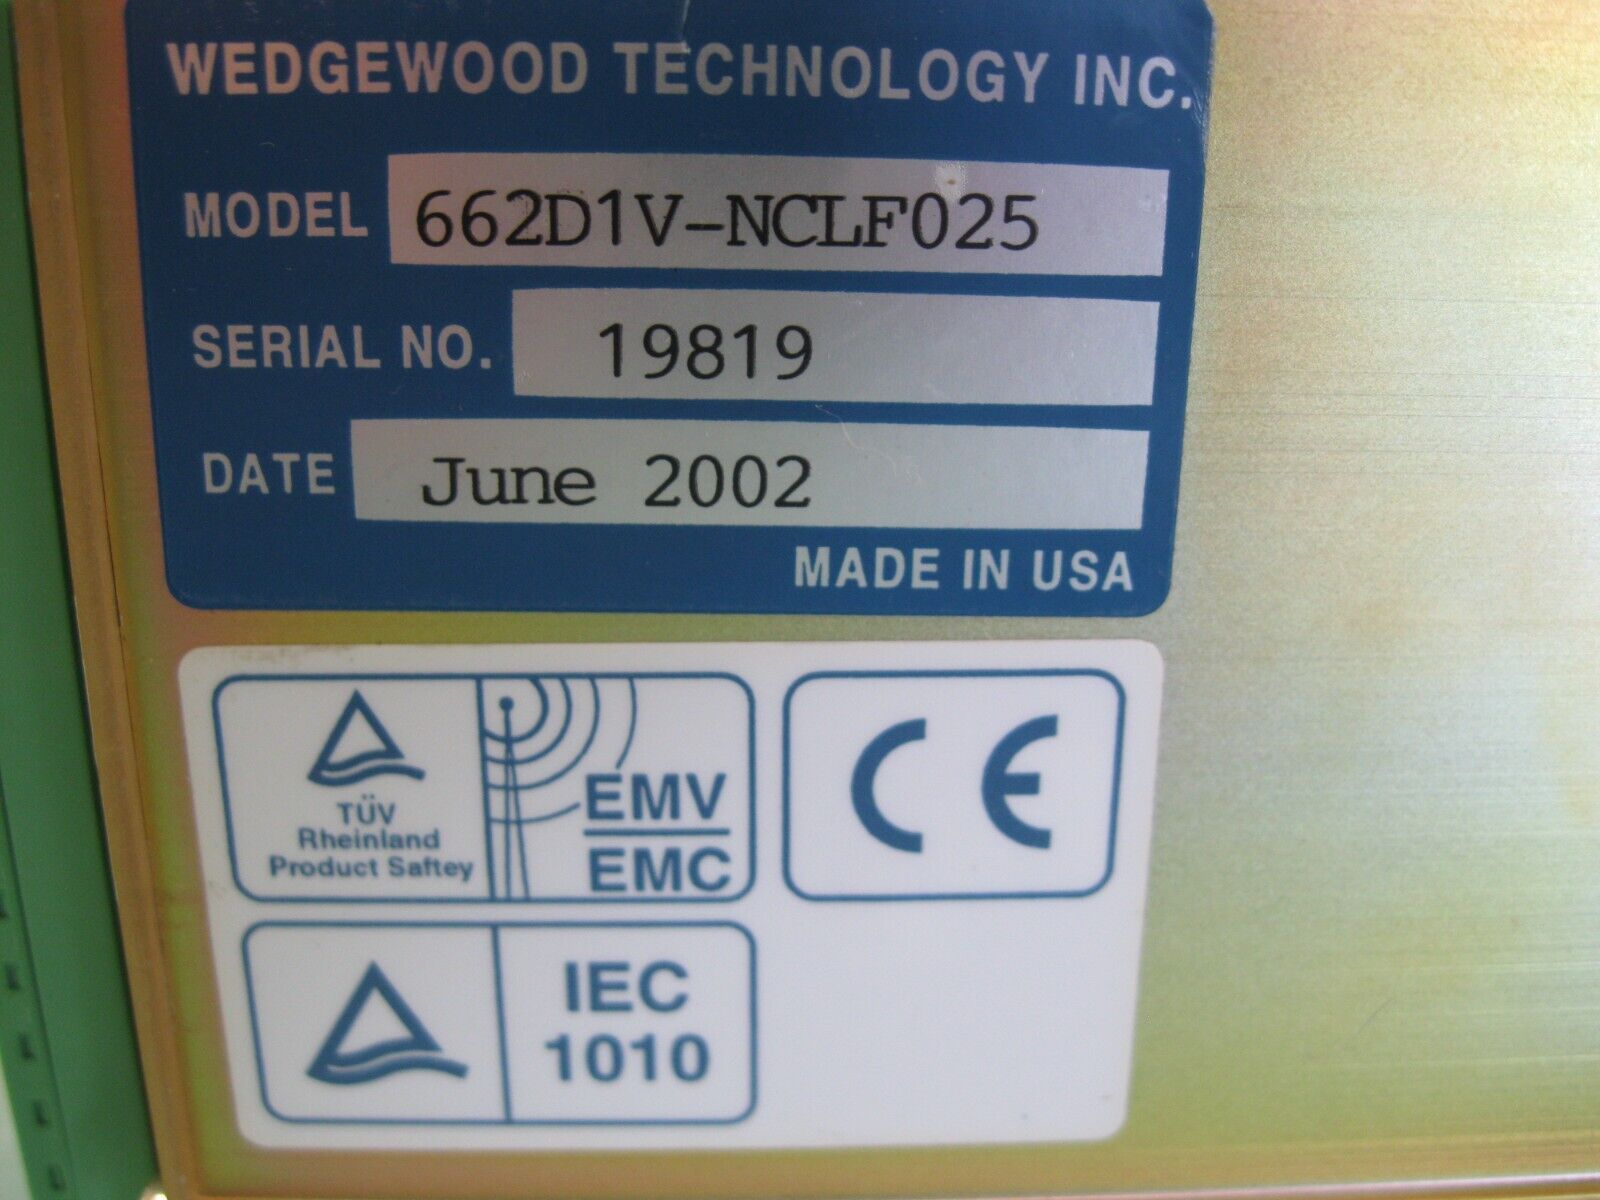 WEDGEWOOD TECHNOLOGY INC.
MODEL 662D1V-NCLF025
SERIAL NO. 19819
DATE June 2002
MADE IN USA
TÜV
Rheinland
Product Saftey
EMV
EMC
CE
IEC
1010